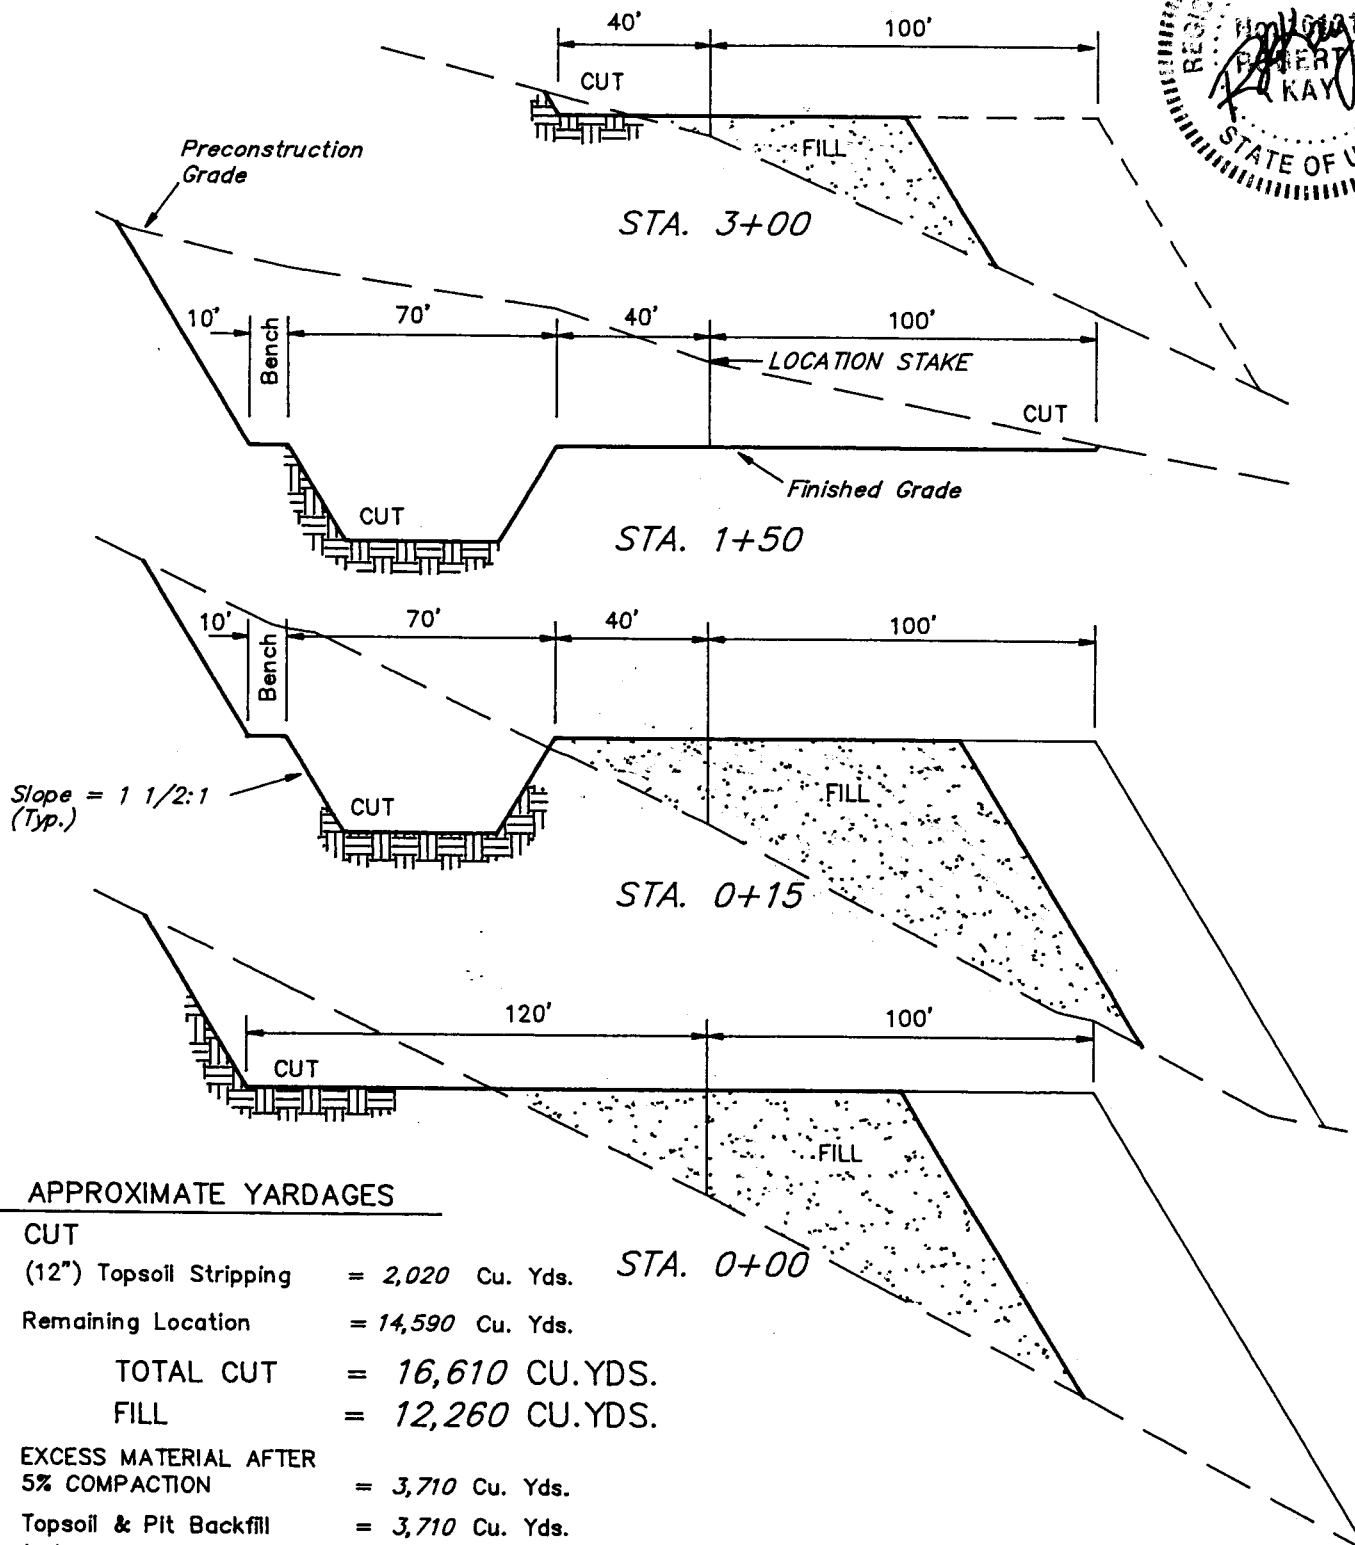 40'
100'
CUT
FILL
STA. 3+00
Preconstruction
Grade
10'
Bench
70'
40'
100'
LOCATION STAKE
CUT
Finished Grade
CUT
STA. 1+50
10'
Bench
70'
40'
100'
Slope = 1 1/2:1
(Typ.)
CUT
FILL
STA. 0+15
120'
100'
CUT
FILL
STA. 0+00
KAY
STATE OF U
APPROXIMATE YARDAGES
CUT
(12") Topsoil Stripping = 2,020 Cu. Yds.
Remaining Location = 14,590 Cu. Yds.
TOTAL CUT = 16,610 CU.YDS.
FILL = 12,260 CU.YDS.
EXCESS MATERIAL AFTER
5% COMPACTION = 3,710 Cu. Yds.
Topsoil & Pit Backfill = 3,710 Cu. Yds.